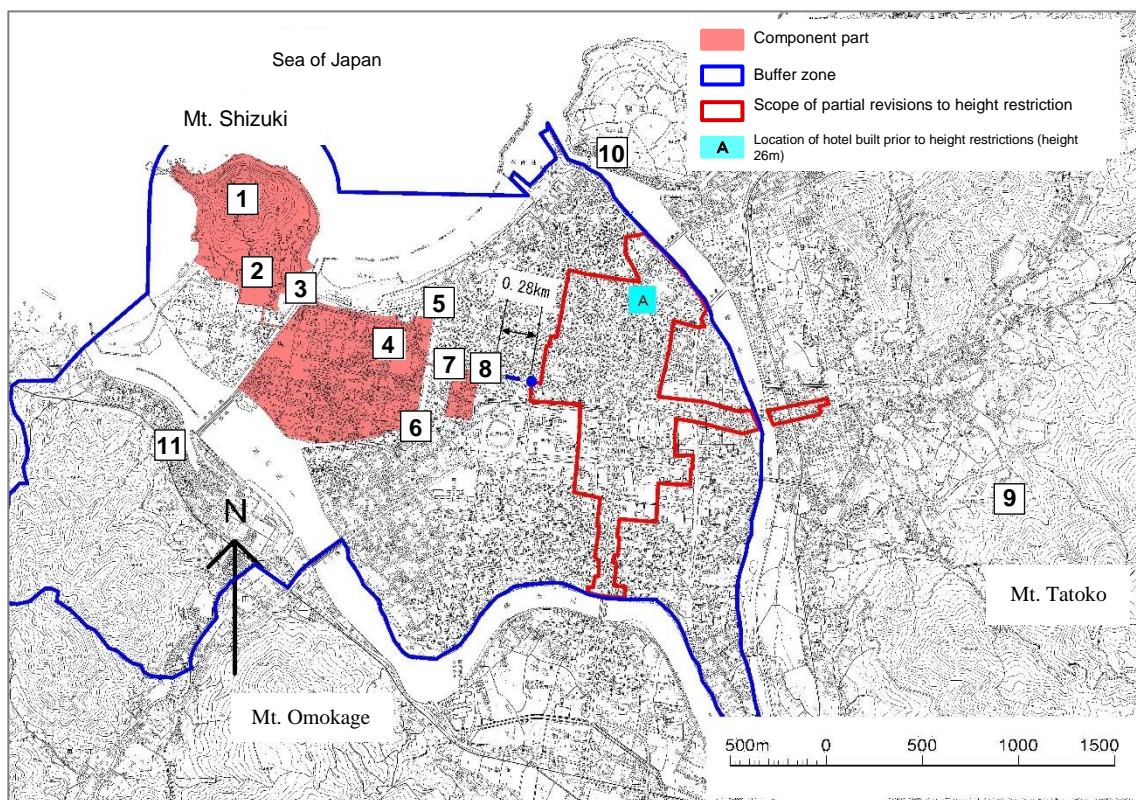 Sea of Japan
Mt. Shizuki
Component part
Buffer zone
Scope of partial revisions to height restriction
A
Location of hotel built prior to height restrictions (height
26m)
10
1
2
3
5
0.28km
A
4
7
8
6
11
9
N
Mt. Tatoko
Mt. Omokage
500m 0 500 1000 1500